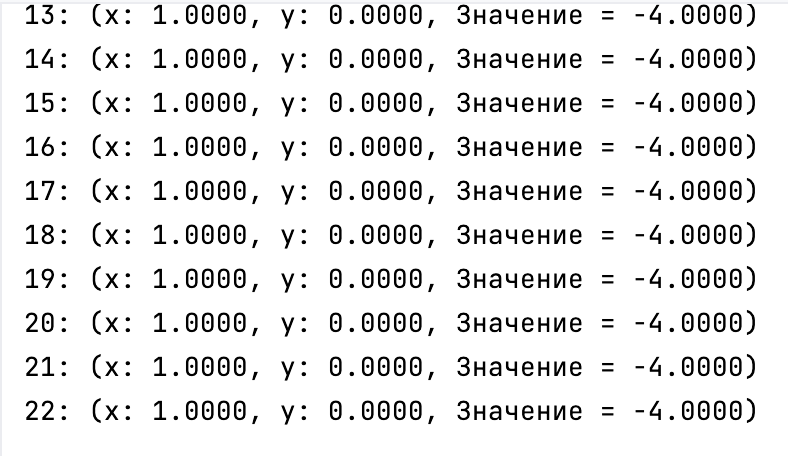 13: (x: 1.0000, y: 0.0000, Значение = -4.0000)
14: (x: 1.0000, y: 0.0000, Значение = -4.0000)
15: (x: 1.0000, y: 0.0000, Значение = -4.0000)
16: (x: 1.0000, y: 0.0000, Значение = -4.0000)
17: (x: 1.0000, y: 0.0000, Значение = -4.0000)
18: (x: 1.0000, y: 0.0000, Значение = -4.0000)
19: (x: 1.0000, y: 0.0000, Значение = -4.0000)
20: (x: 1.0000, y: 0.0000, Значение = -4.0000)
21: (x: 1.0000, y: 0.0000, Значение = -4.0000)
22: (x: 1.0000, y: 0.0000, Значение = -4.0000)